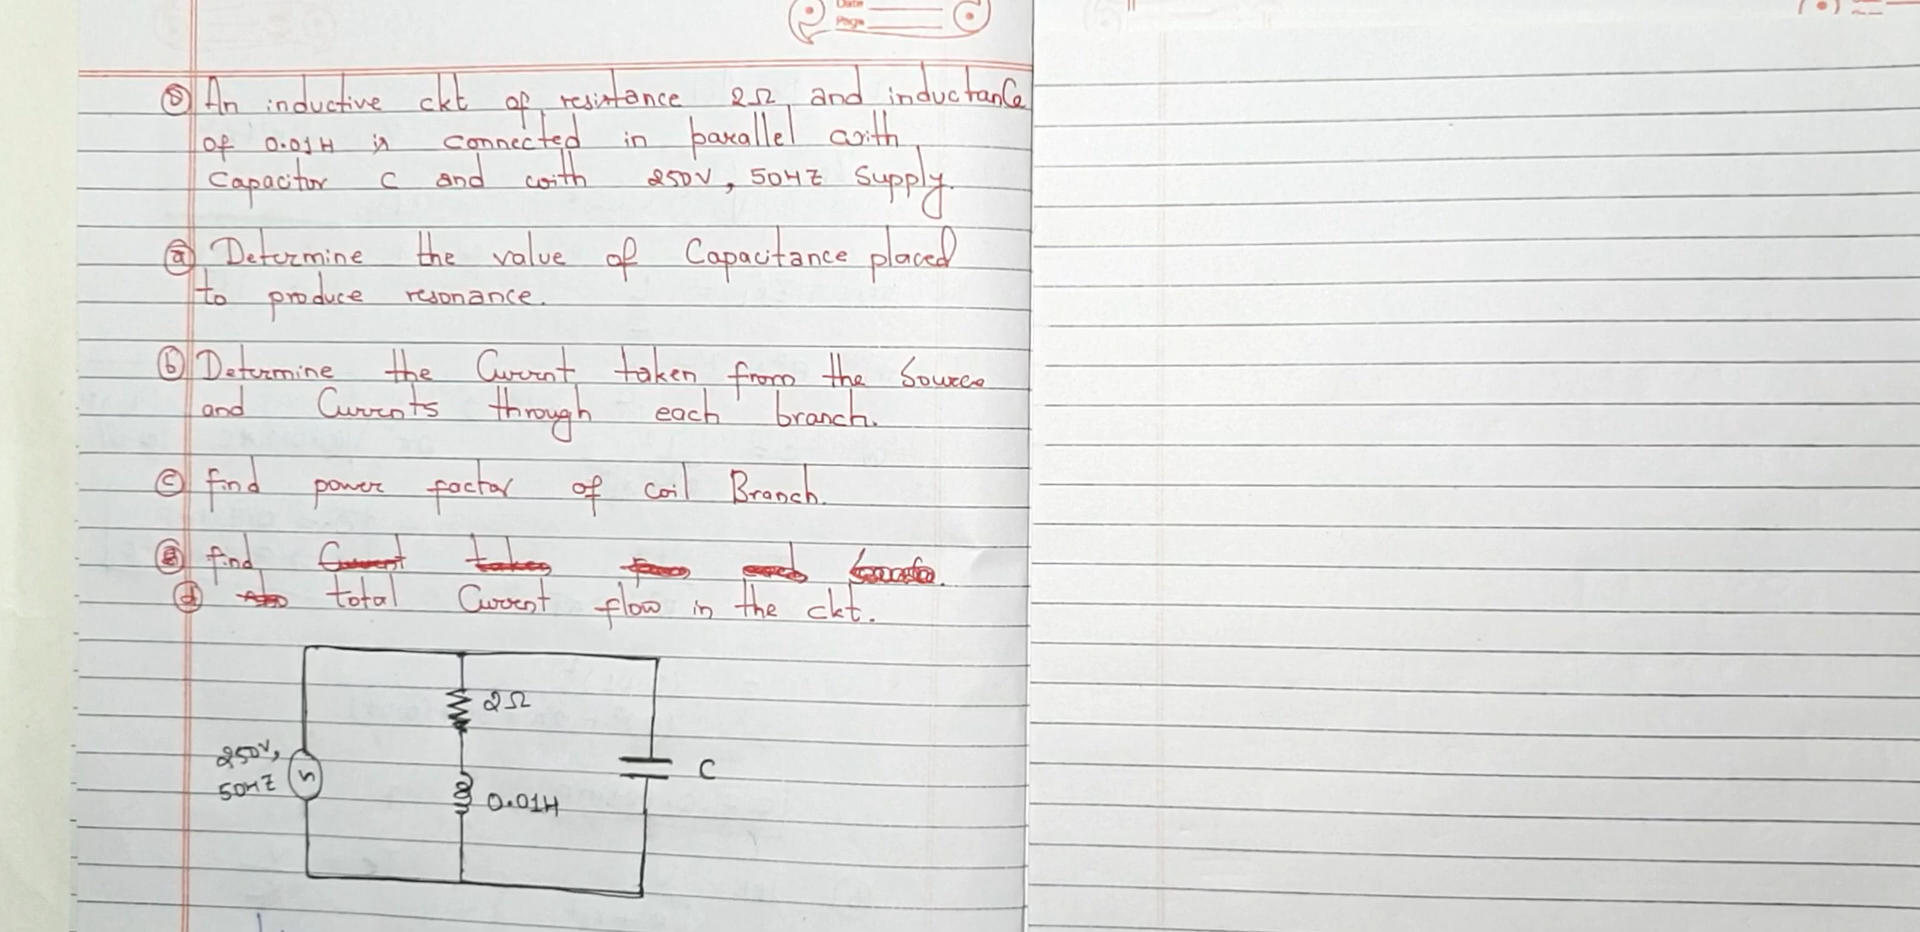 Date
Page
⑤ An inductive ckt of resistance 2Ω and inductance
of 0.01H is connected in parallel with
Capacitor C and with 250V, 50HZ Supply.
ⓐ Determine the value of Capacitance placed
to produce resonance.
ⓑ Determine the Current taken from the Source
and Currents through each branch.
ⓒ find power factor of coil Branch.
find
ⓓ total Current flow in the ckt.
2Ω
250V,
50HZ
C
0.01H